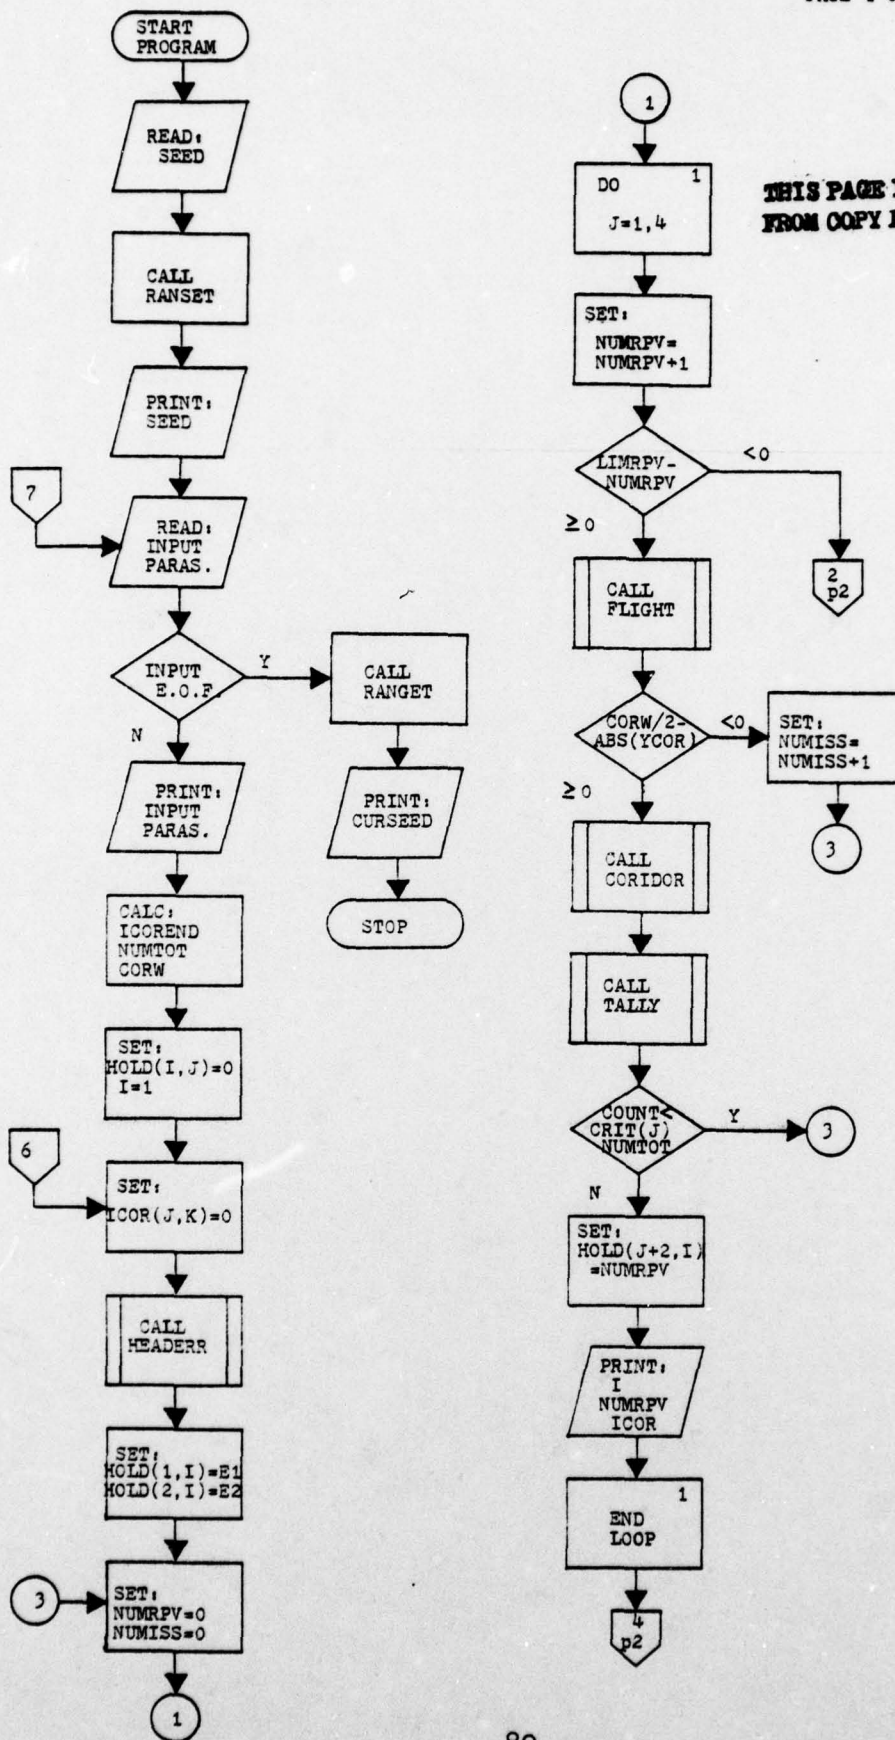 START
PROGRAM
READ:
SEED
CALL
RANSET
PRINT:
SEED
7
READ:
INPUT
PARAS.
INPUT
E.O.F.
Y
N
CALL
RANGET
PRINT:
CURSEED
STOP
PRINT:
INPUT
PARAS.
CALC:
ICOREND
NUMTOT
CORW
SET:
HOLD(I,J)=0
I=1
6
SET:
ICOR(J,K)=0
CALL
HEADERR
SET:
HOLD(1,I)=E1
HOLD(2,I)=E2
3
SET:
NUMRPV=0
NUMISS=0
1
1
DO 1
J=1,4
THIS PAGE
FROM COPY
SET:
NUMRPV=
NUMRPV+1
LIMRPV-
NUMRPV
<0
≥0
2
p2
CALL
FLIGHT
CORW/2-
ABS(YCOR)
<0
≥0
SET:
NUMISS=
NUMISS+1
3
CALL
CORIDOR
CALL
TALLY
COUNT<
CRIT(J)
NUMTOT
Y
3
N
SET:
HOLD(J+2,I)
=NUMRPV
PRINT:
I
NUMRPV
ICOR
1
END
LOOP
4
p2